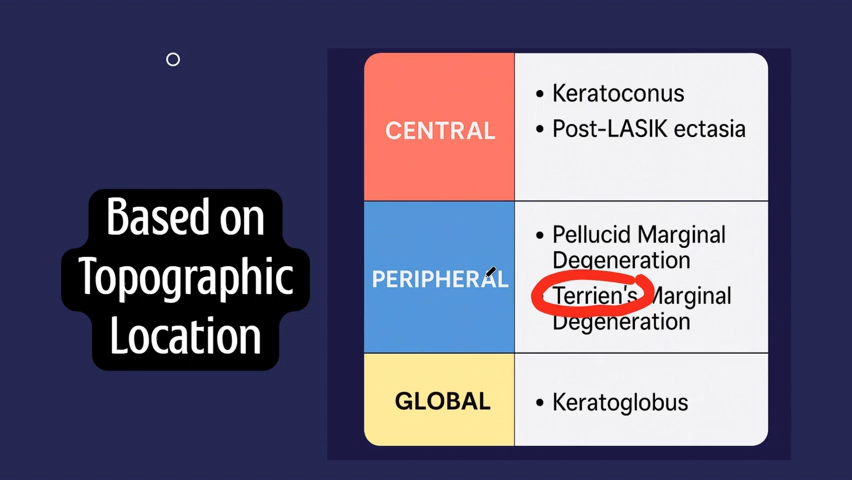 Based on
Topographic
Location
CENTRAL
• Keratoconus
• Post-LASIK ectasia
PERIPHERAL
• Pellucid Marginal
Degeneration
Terrien's Marginal
Degeneration
GLOBAL
• Keratoglobus